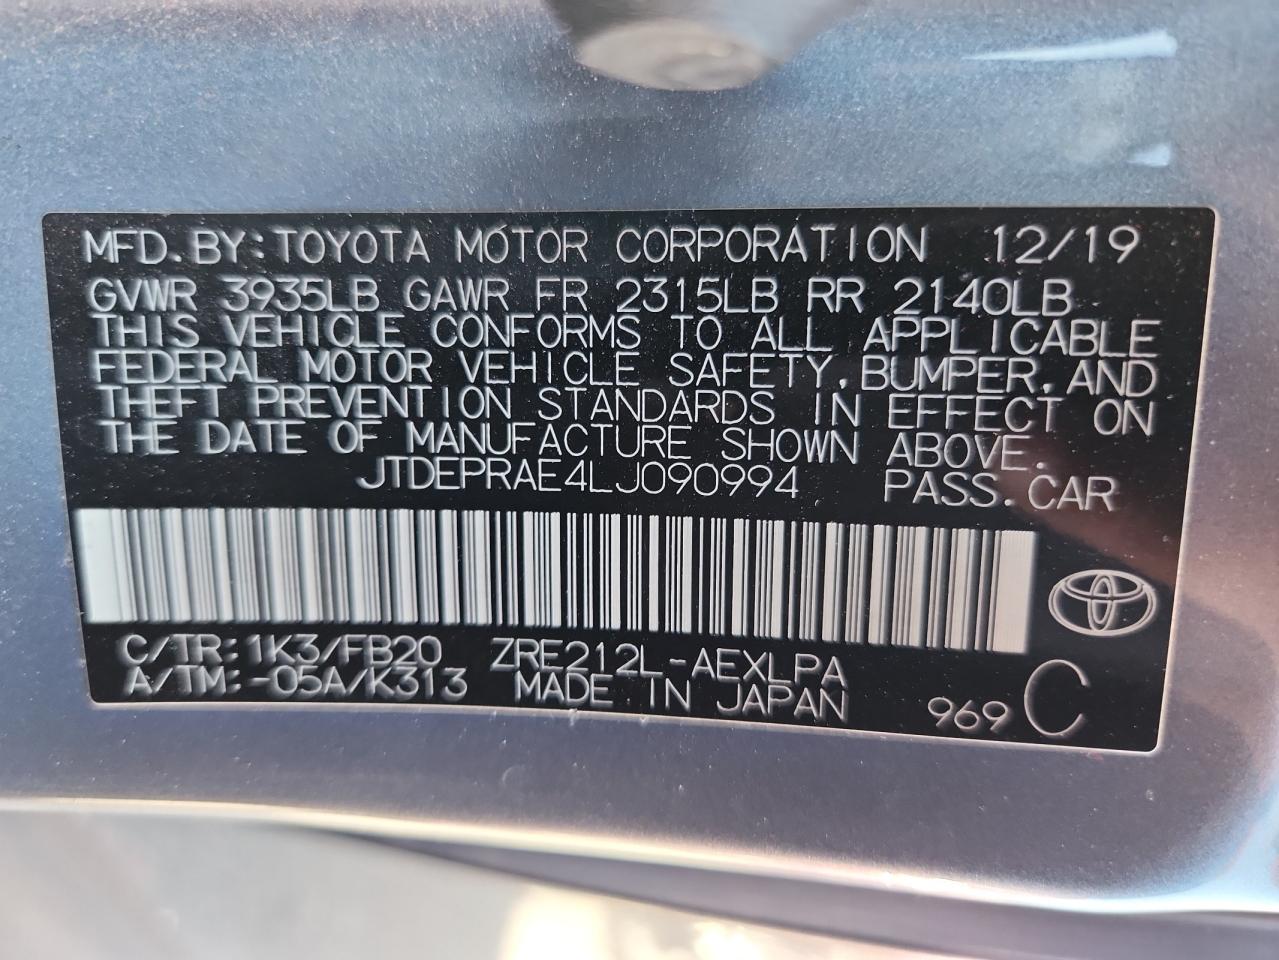 MFD. BY: TOYOTA MOTOR CORPORATION 12/19
GVWR 3935LB GAWR FR 2315LB RR 2140LB
THIS VEHICLE CONFORMS TO ALL APPLICABLE
FEDERAL MOTOR VEHICLE SAFETY, BUMPER, AND
THEFT PREVENTION STANDARDS IN EFFECT ON
THE DATE OF MANUFACTURE SHOWN ABOVE.
JTDEPRAE4LJ090994 PASS. CAR
C/TR: 1K3/FB20 ZRE212L-AEXLPA
A/TM: -05A/K313 MADE IN JAPAN 969 C